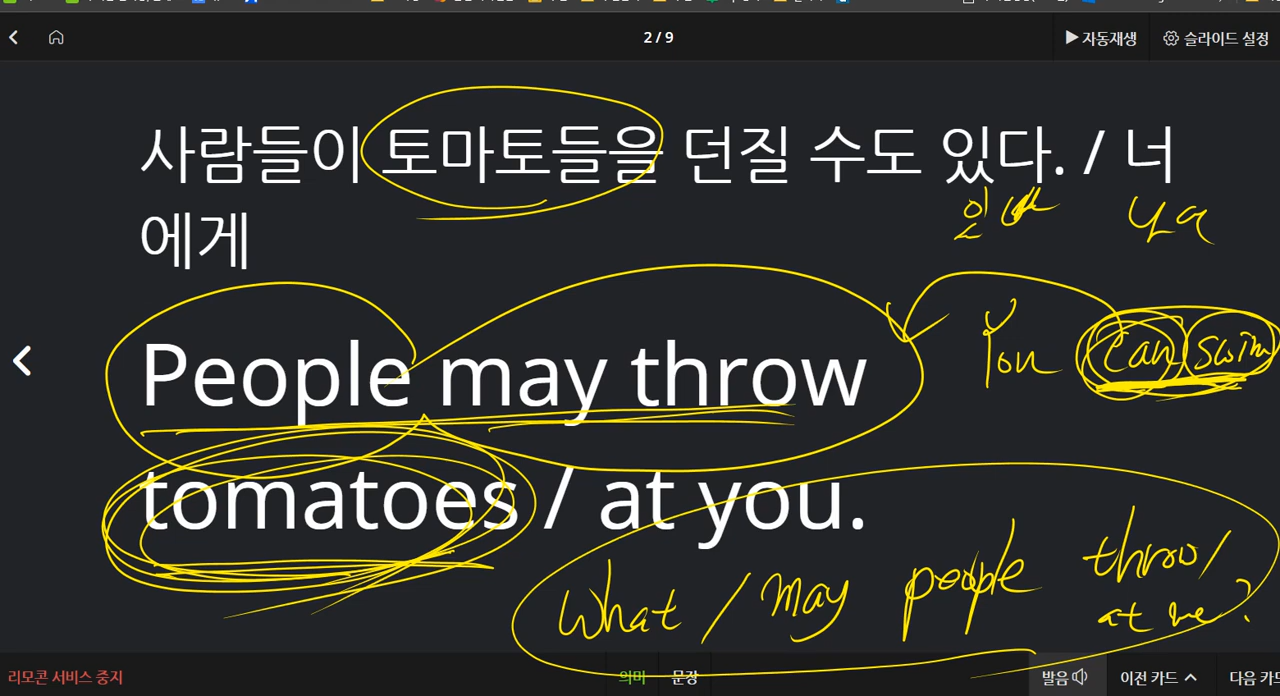 2 / 9
▶자동재생
슬라이드 설정
사람들이 토마토들을 던질 수도 있다. / 너
에게
People may throw
You can swim
tomatoes / at you.
What / may people throw /
at me?
리모콘 서비스 중지
의미
문장
발음
이전 카드
다음 카드